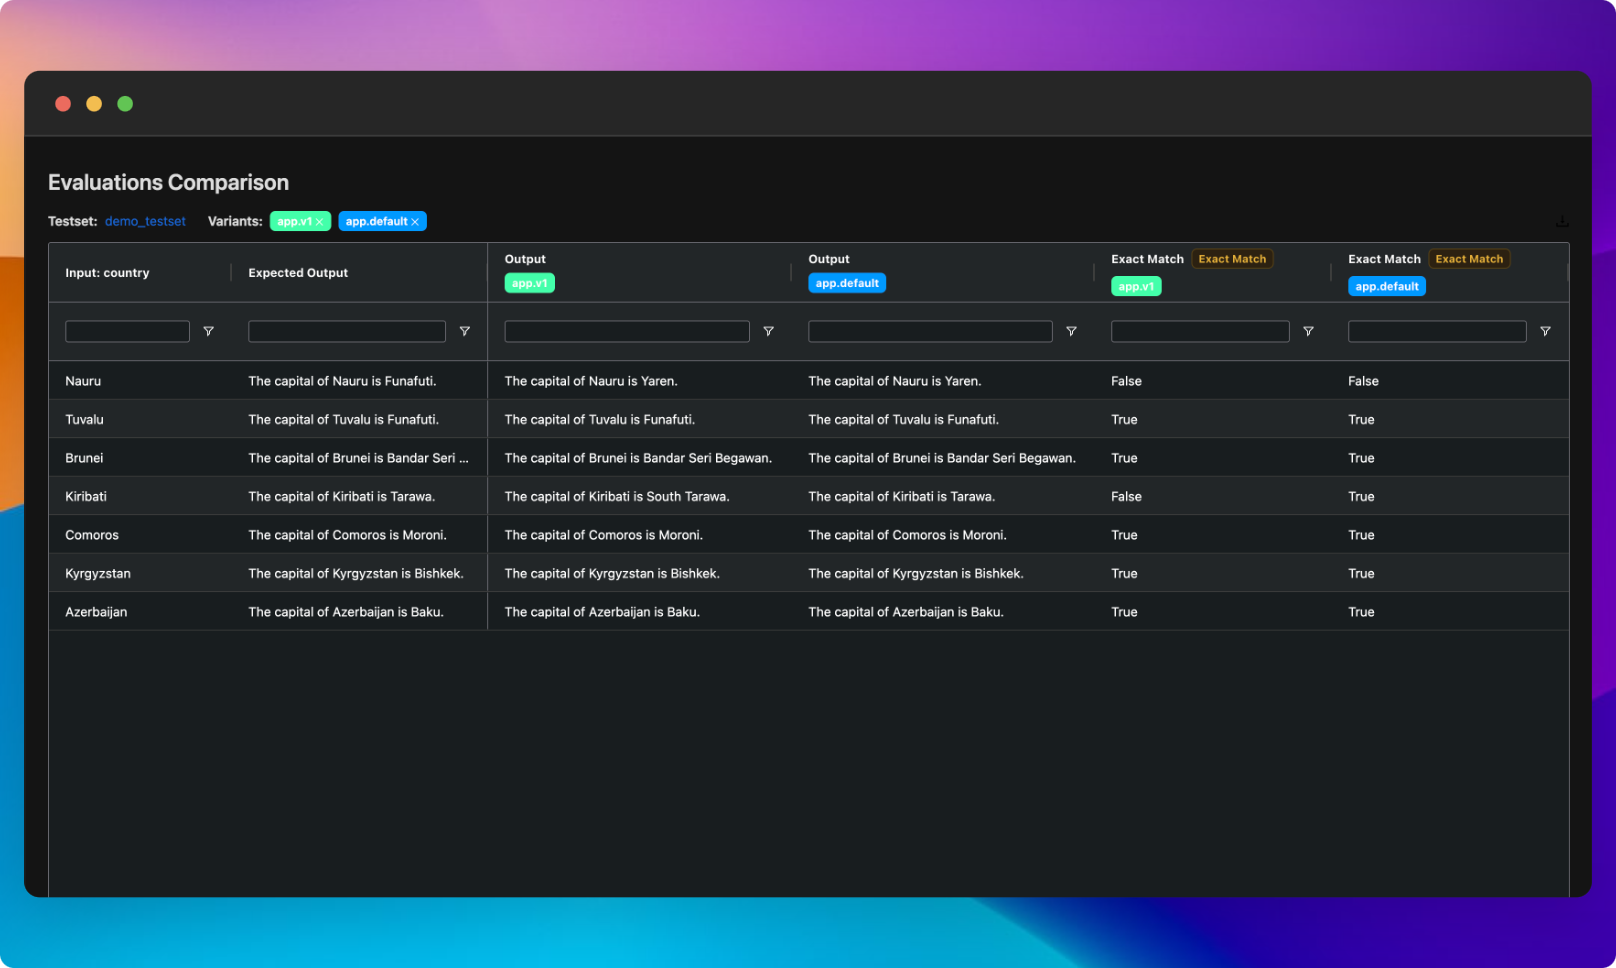 Evaluations Comparison
Testset: demo_testset Variants: app.v1 × app.default ×
Input: country Expected Output Output app.v1 Output app.default Exact Match Exact Match app.v1 Exact Match Exact Match app.default
Nauru The capital of Nauru is Funafuti. The capital of Nauru is Yaren. The capital of Nauru is Yaren. False False
Tuvalu The capital of Tuvalu is Funafuti. The capital of Tuvalu is Funafuti. The capital of Tuvalu is Funafuti. True True
Brunei The capital of Brunei is Bandar Seri ... The capital of Brunei is Bandar Seri Begawan. The capital of Brunei is Bandar Seri Begawan. True True
Kiribati The capital of Kiribati is Tarawa. The capital of Kiribati is South Tarawa. The capital of Kiribati is Tarawa. False True
Comoros The capital of Comoros is Moroni. The capital of Comoros is Moroni. The capital of Comoros is Moroni. True True
Kyrgyzstan The capital of Kyrgyzstan is Bishkek. The capital of Kyrgyzstan is Bishkek. The capital of Kyrgyzstan is Bishkek. True True
Azerbaijan The capital of Azerbaijan is Baku. The capital of Azerbaijan is Baku. The capital of Azerbaijan is Baku. True True